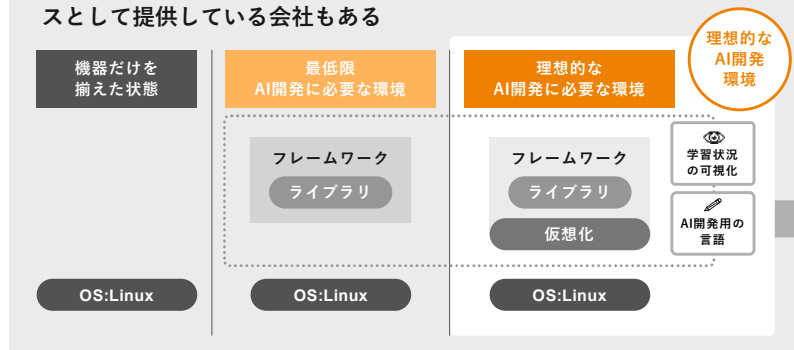 スとして提供している会社もある
機器だけを
揃えた状態
最低限
AI開発に必要な環境
理想的な
AI開発に必要な環境
理想的な
AI開発
環境
フレームワーク
ライブラリ
フレームワーク
ライブラリ
仮想化
学習状況
の可視化
AI開発用の
言語
OS:Linux
OS:Linux
OS:Linux